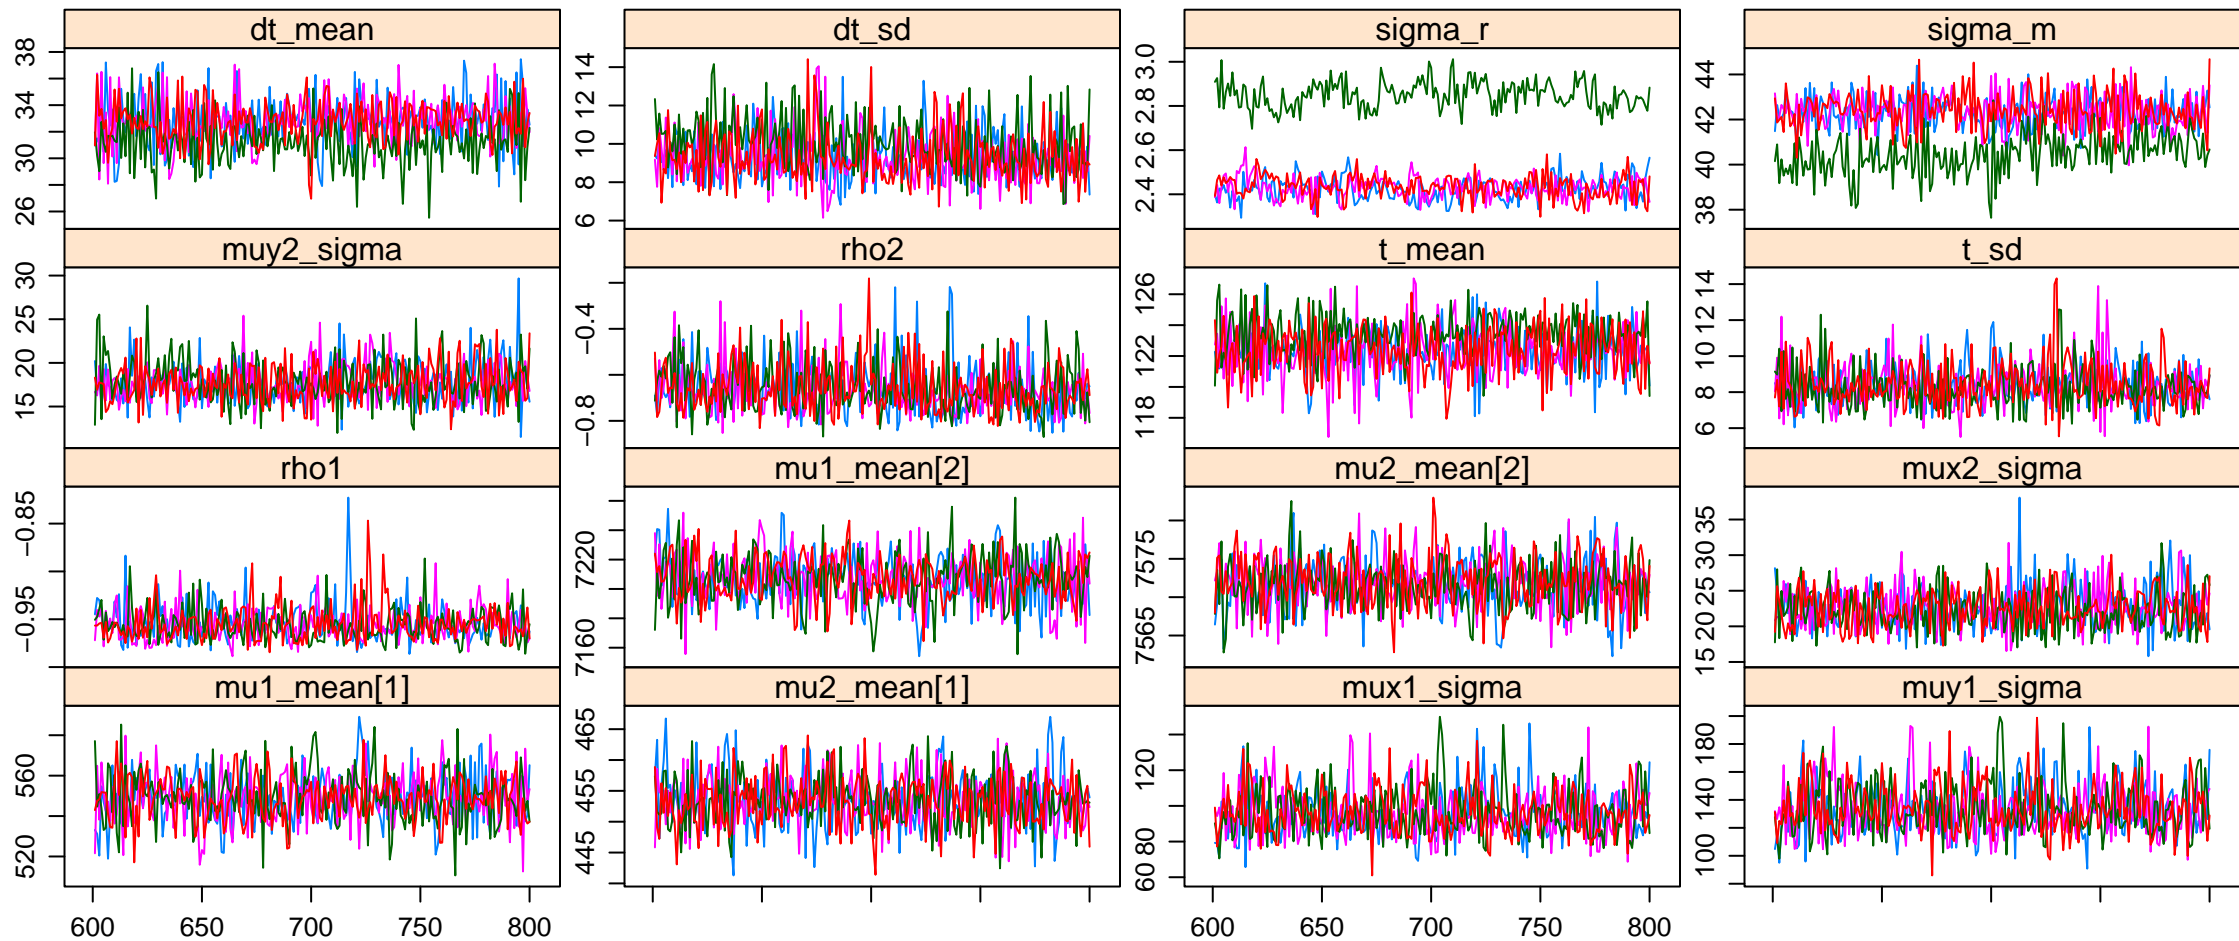 dt_mean
dt_sd
sigma_r
sigma_m
26 30 34 38
6 8 10 12 14
2.4 2.6 2.8 3.0
38 40 42 44
muy2_sigma
rho2
t_mean
t_sd
15 20 25 30
−0.8 −0.4
118 122 126
6 8 10 12 14
rho1
mu1_mean[2]
mu2_mean[2]
mux2_sigma
−0.95 −0.85
7160 7220
7565 7575
15 20 25 30 35
mu1_mean[1]
mu2_mean[1]
mux1_sigma
muy1_sigma
520 560
445 455 465
60 80 120
100 140 180
600 650 700 750 800
600 650 700 750 800